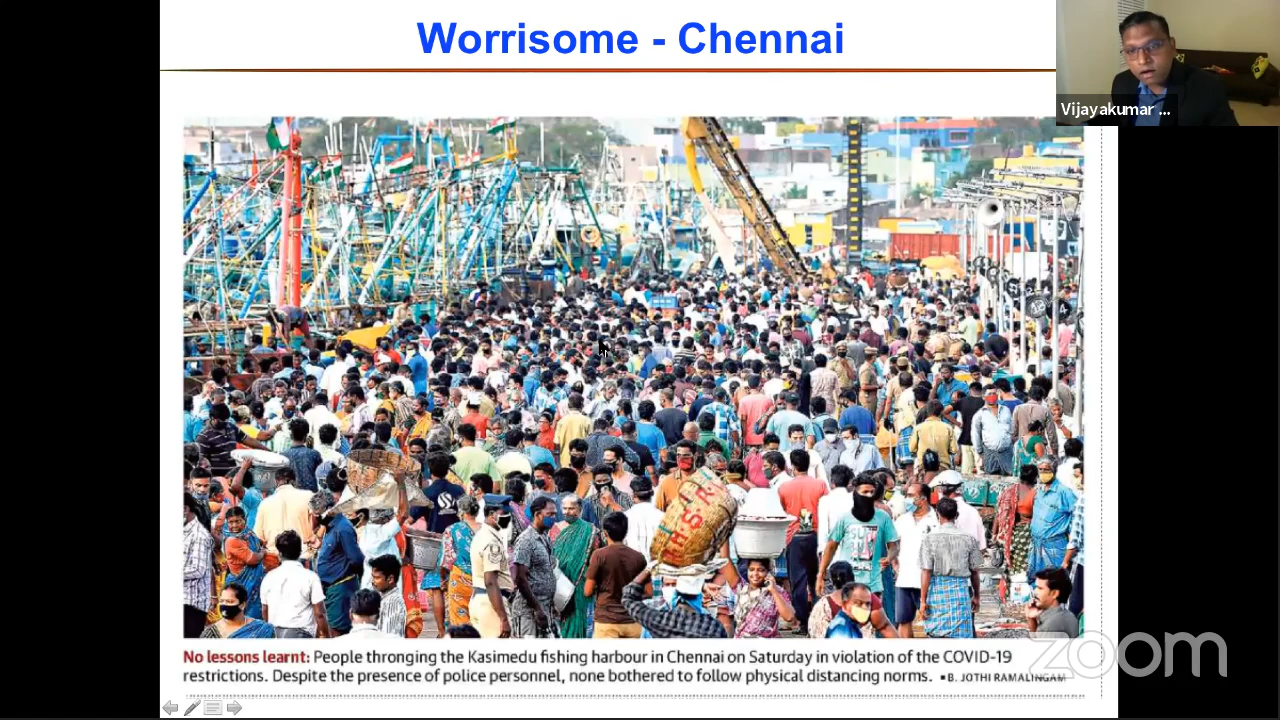 Worrisome - Chennai
Vijayakumar ...
No lessons learnt: People thronging the Kasimedu fishing harbour in Chennai on Saturday in violation of the COVID-19
restrictions. Despite the presence of police personnel, none bothered to follow physical distancing norms. ▪B. JOTHI RAMALINGAM
zoom